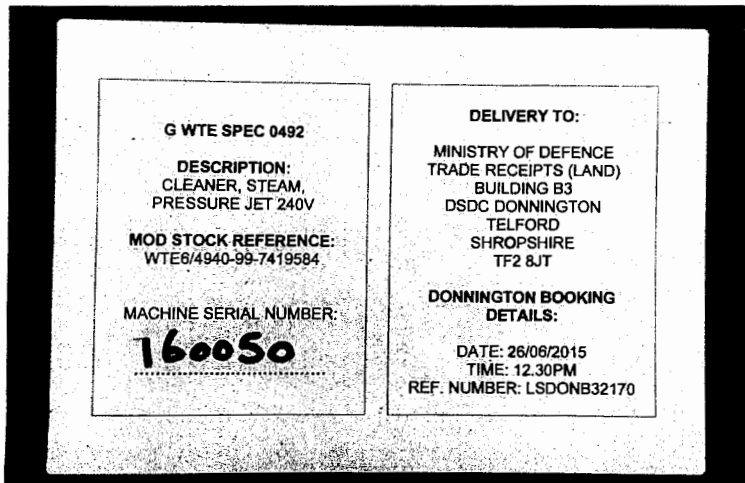 G WTE SPEC 0492
DESCRIPTION:
CLEANER, STEAM,
PRESSURE JET 240V
MOD STOCK REFERENCE:
WTE6/4940-99-7419584
MACHINE SERIAL NUMBER:
160050
DELIVERY TO:
MINISTRY OF DEFENCE
TRADE RECEIPTS (LAND)
BUILDING B3
DSDC DONNINGTON
TELFORD
SHROPSHIRE
TF2 8JT
DONNINGTON BOOKING
DETAILS:
DATE: 26/06/2015
TIME: 12.30PM
REF. NUMBER: LSDONB32170